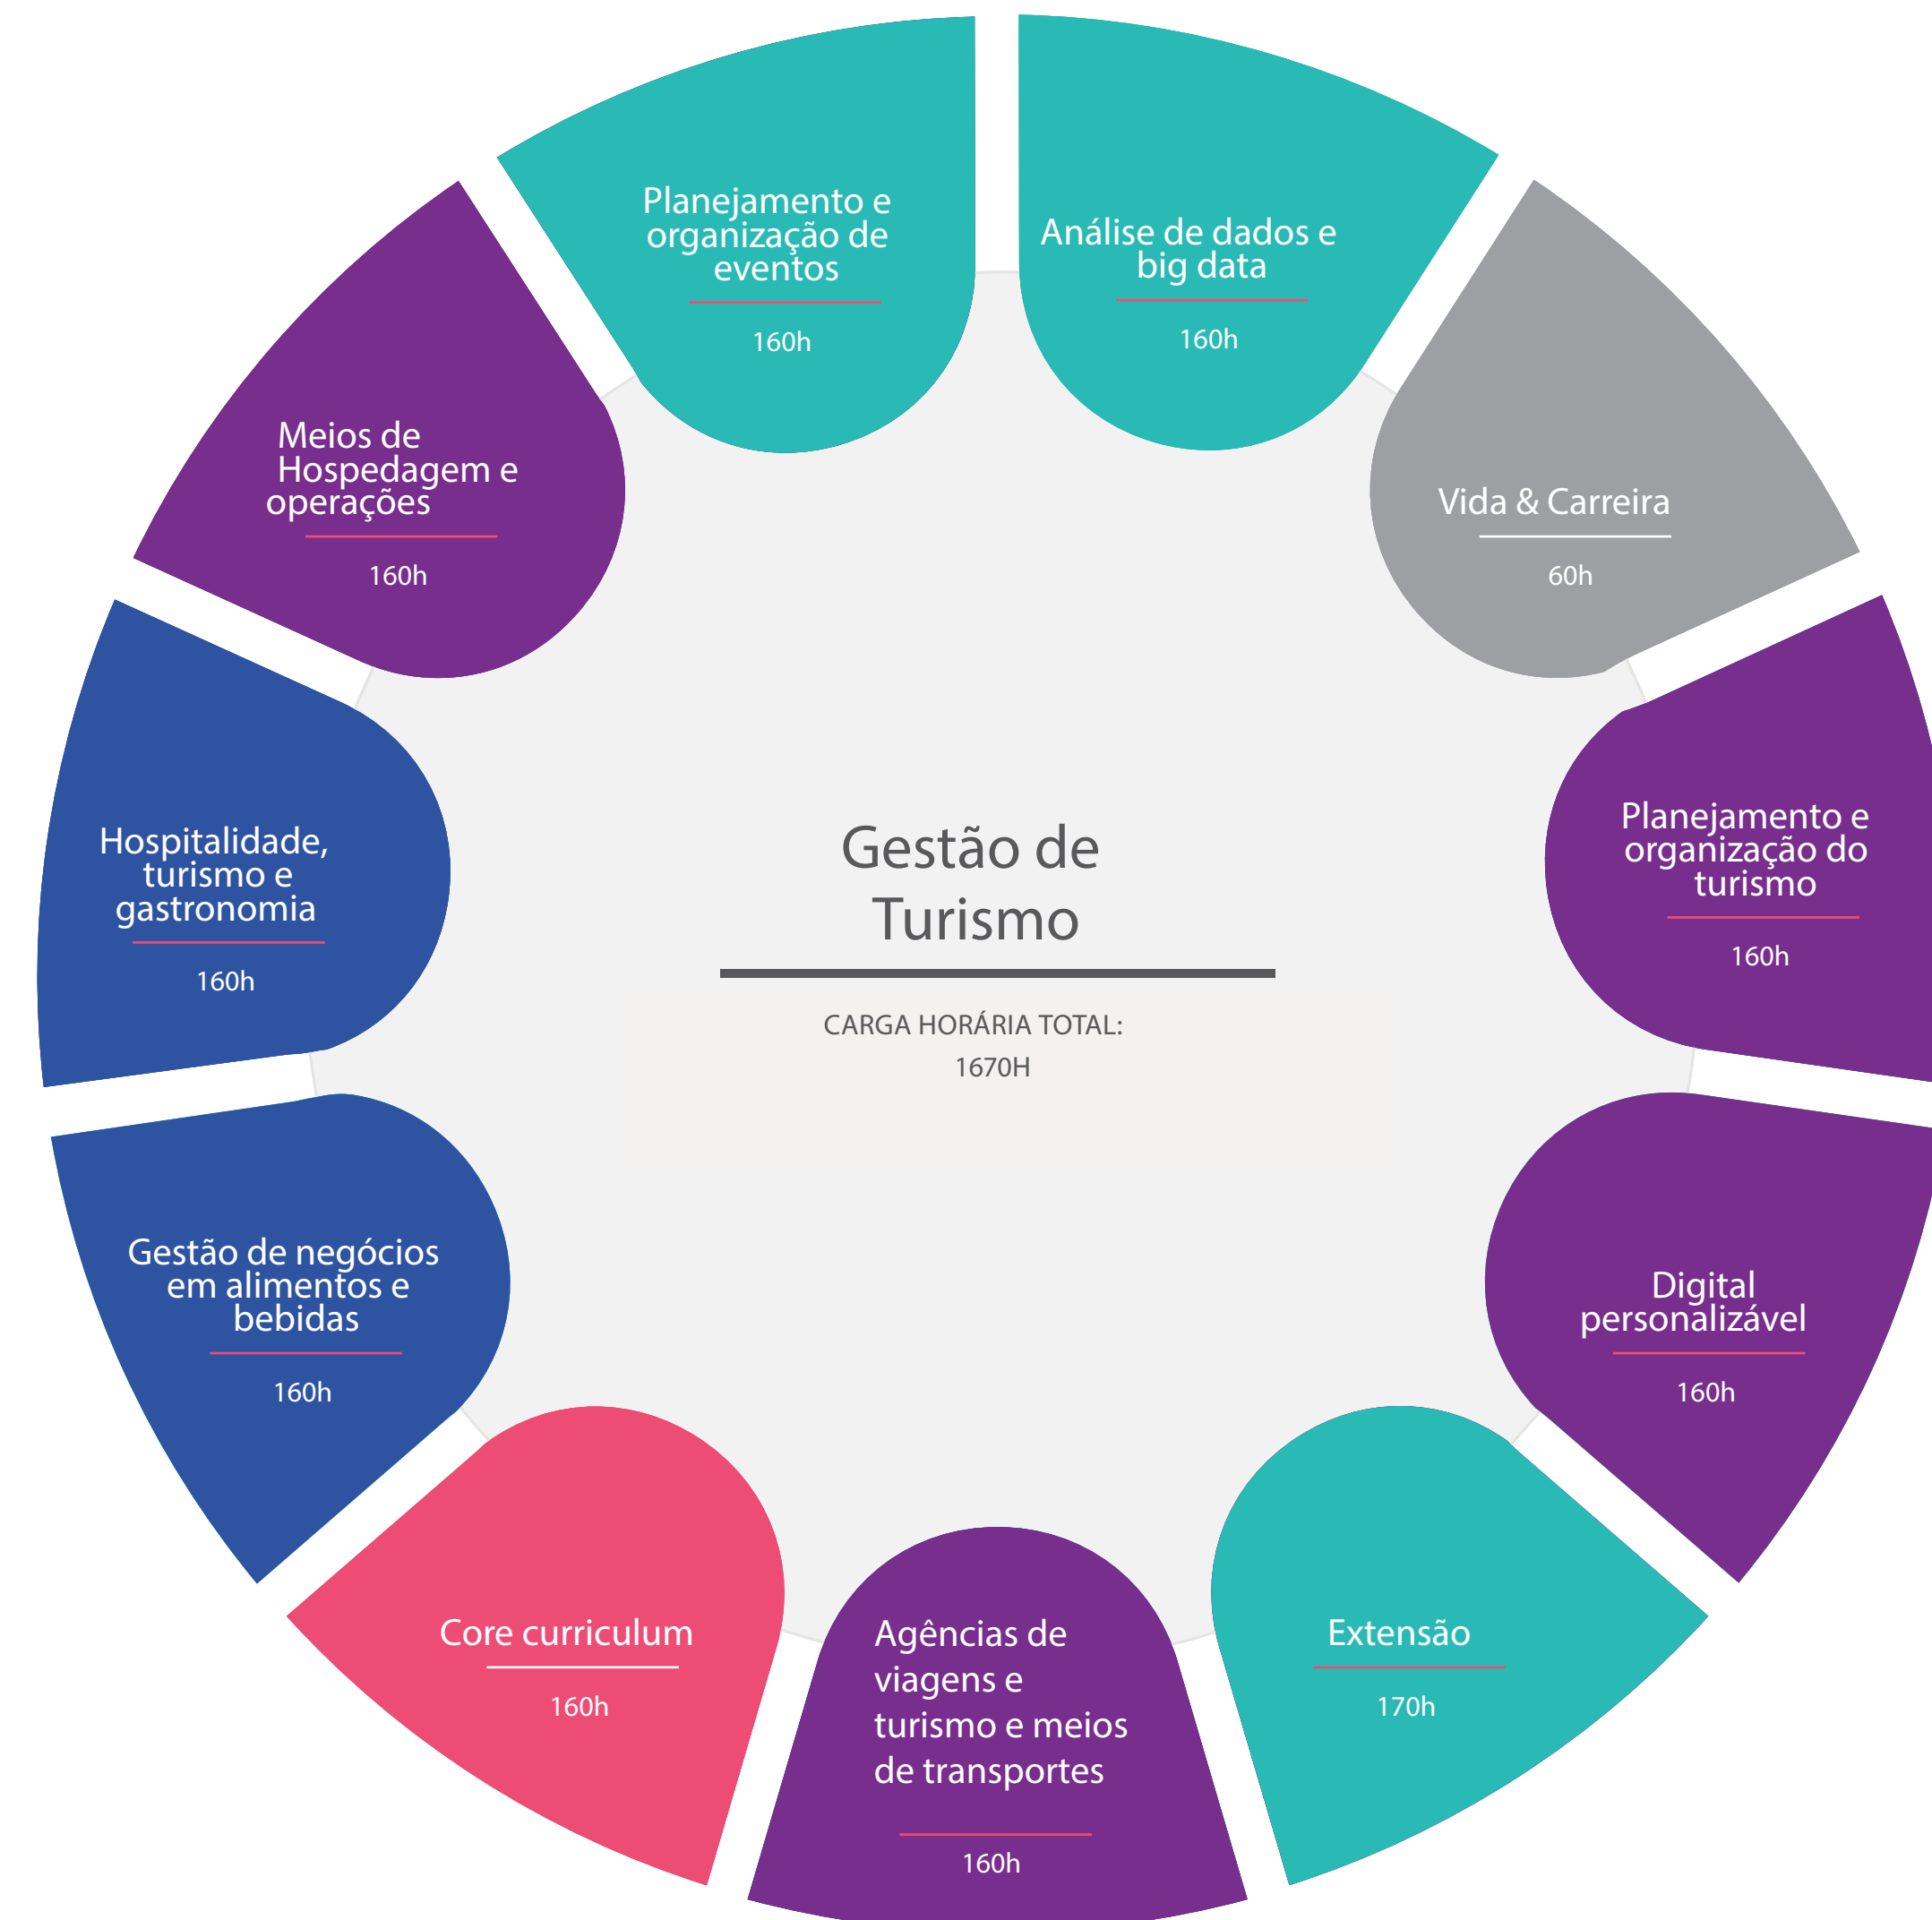 Planejamento e
organização de
eventos
160h
Análise de dados e
big data
160h
Vida & Carreira
60h
Planejamento e
organização do
turismo
160h
Digital
personalizável
160h
Extensão
170h
Agências de
viagens e
turismo e meios
de transportes
160h
Core curriculum
160h
Gestão de negócios
em alimentos e
bebidas
160h
Hospitalidade,
turismo e
gastronomia
160h
Meios de
Hospedagem e
operações
160h
Gestão de
Turismo
CARGA HORÁRIA TOTAL:
1670H